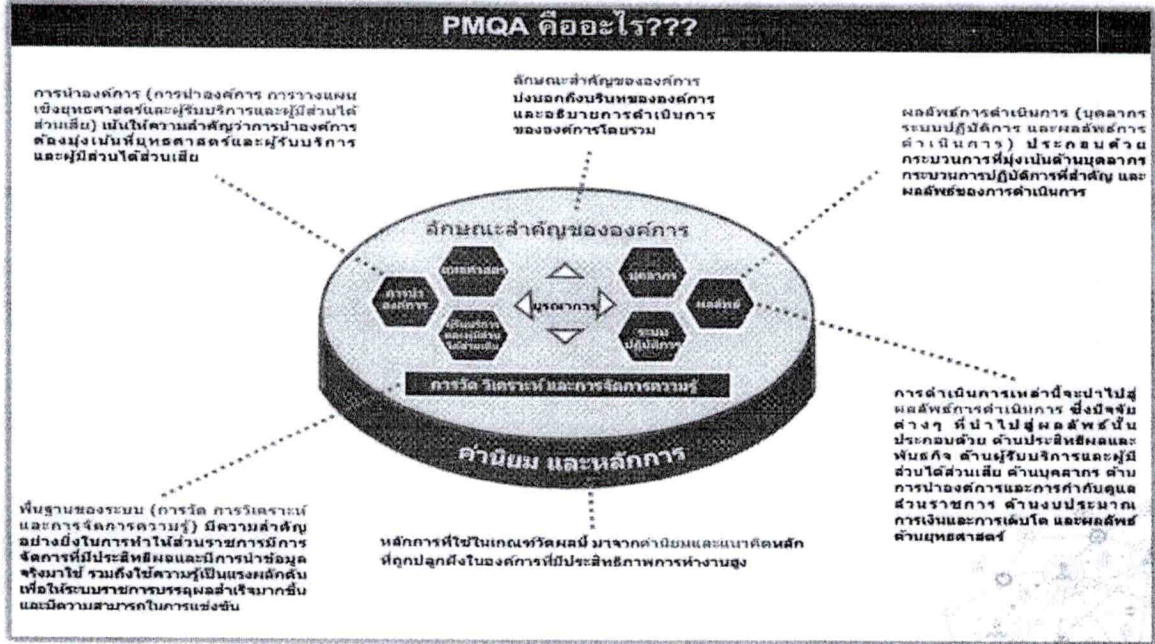 PMQA คืออะไร???
การนำองค์การ (การนำองค์การ การวางแผน
เชิงยุทธศาสตร์และผู้รับบริการและผู้มีส่วนได้
ส่วนเสีย) เน้นให้ความสำคัญว่าการนำองค์การ
ต้องมุ่งเน้นที่ยุทธศาสตร์และผู้รับบริการ
และผู้มีส่วนได้ส่วนเสีย
ลักษณะสำคัญขององค์การ
บ่งบอกถึงบริบทขององค์การ
และอธิบายการดำเนินการ
ขององค์การโดยรวม
ผลลัพธ์การดำเนินการ (บุคลากร
ระบบปฏิบัติการ และผลลัพธ์การ
ดำเนินการ) ประกอบด้วย
กระบวนการที่มุ่งเน้นด้านบุคลากร
กระบวนการปฏิบัติการที่สำคัญ และ
ผลลัพธ์ของการดำเนินการ
ลักษณะสำคัญขององค์การ
ยุทธศาสตร์
การนำ
องค์การ
ผู้รับบริการ
และผู้มีส่วน
ได้ส่วนเสีย
บูรณาการ
บุคลากร
ผลลัพธ์
ระบบ
ปฏิบัติการ
การวัด วิเคราะห์ และการจัดการความรู้
ค่านิยม และหลักการ
การดำเนินการเหล่านี้จะนำไปสู่
ผลลัพธ์การดำเนินการ ซึ่งปัจจัย
ต่างๆ ที่นำไปสู่ผลลัพธ์นั้น
ประกอบด้วย ด้านประสิทธิผลและ
พันธกิจ ด้านผู้รับบริการและผู้มี
ส่วนได้ส่วนเสีย ด้านบุคลากร ด้าน
การนำองค์การและการกำกับดูแล
ส่วนราชการ ด้านงบประมาณ
การเงินและการเติบโต และผลลัพธ์
ด้านยุทธศาสตร์
พื้นฐานของระบบ (การวัด การวิเคราะห์
และการจัดการความรู้) มีความสำคัญ
อย่างยิ่งในการทำให้ส่วนราชการมีการ
จัดการที่มีประสิทธิผลและมีการนำข้อมูล
จริงมาใช้ รวมถึงใช้ความรู้เป็นแรงผลักดัน
เพื่อให้ระบบราชการบรรลุผลสำเร็จมากขึ้น
และมีความสามารถในการแข่งขัน
หลักการที่ใช้ในเกณฑ์วัดผลนี้ มาจากค่านิยมและแนวคิดหลัก
ที่ถูกปลูกฝังในองค์การที่มีประสิทธิภาพการทำงานสูง